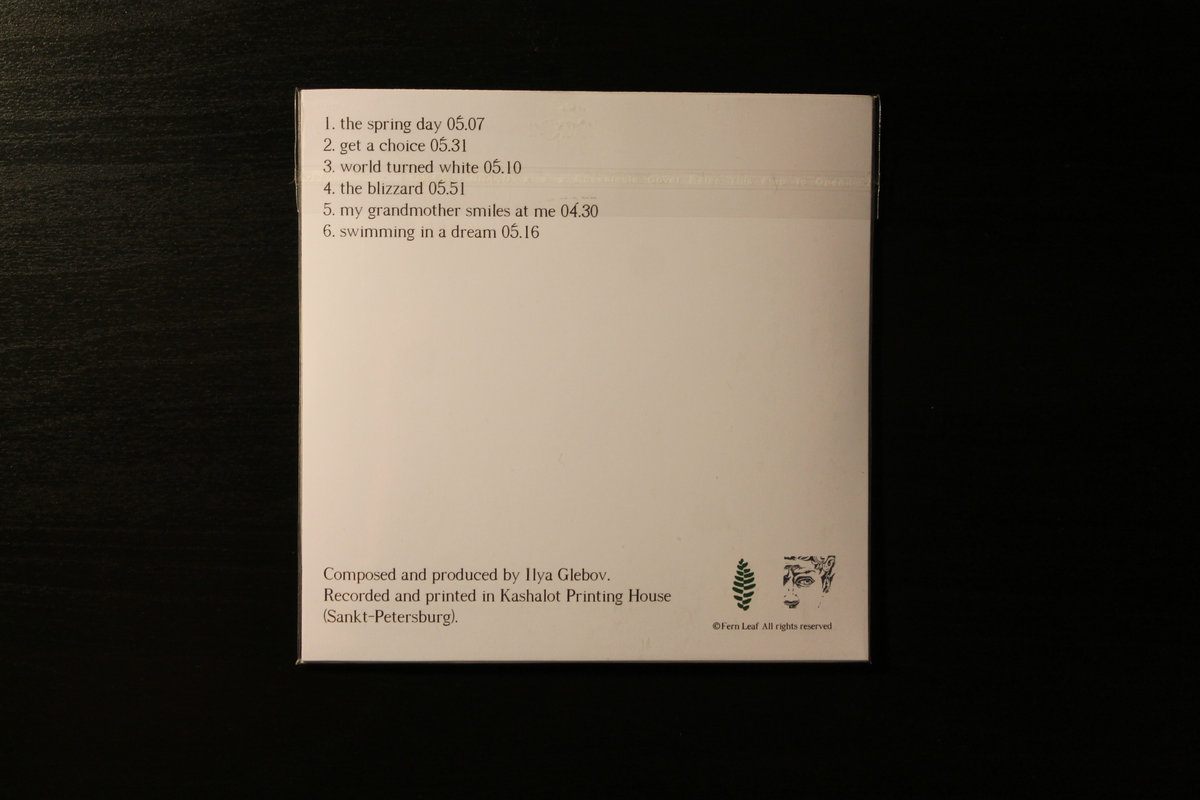 1. the spring day 05.07
2. get a choice 05.31
3. world turned white 05.10
4. the blizzard 05.51
5. my grandmother smiles at me 04.30
6. swimming in a dream 05.16
Composed and produced by Ilya Glebov.
Recorded and printed in Kashalot Printing House
(Sankt-Petersburg).
©Fern Leaf All rights reserved